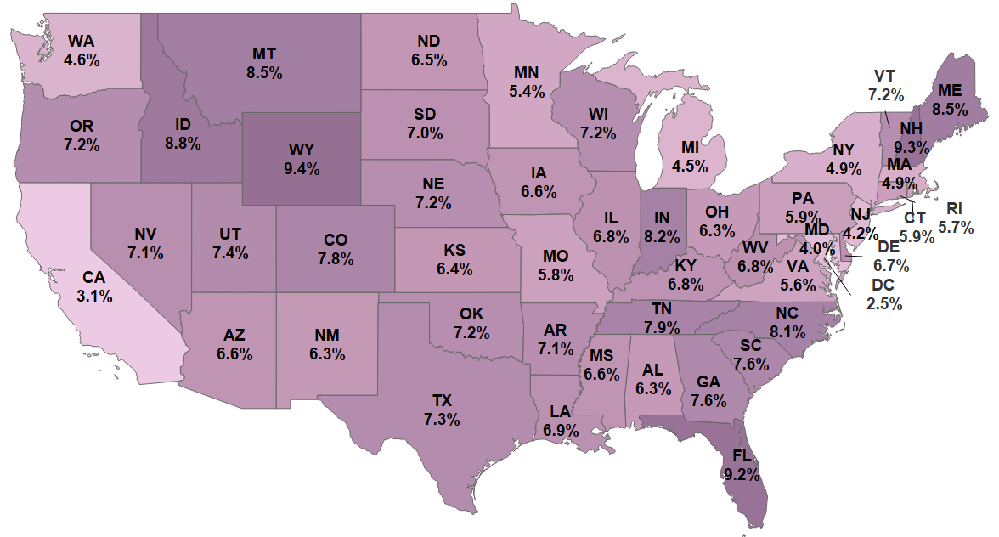 WA
4.6%
MT
8.5%
ND
6.5%
MN
5.4%
VT
7.2%
ME
8.5%
OR
7.2%
ID
8.8%
WY
9.4%
SD
7.0%
WI
7.2%
MI
4.5%
NY
4.9%
NH
9.3%
MA
4.9%
NE
7.2%
IA
6.6%
PA
5.9%
NJ
4.2%
CT
5.9%
RI
5.7%
NV
7.1%
UT
7.4%
CO
7.8%
IL
6.8%
IN
8.2%
OH
6.3%
MD
4.0%
DE
6.7%
CA
3.1%
KS
6.4%
MO
5.8%
KY
6.8%
WV
6.8%
VA
5.6%
DC
2.5%
AZ
6.6%
NM
6.3%
OK
7.2%
AR
7.1%
TN
7.9%
NC
8.1%
MS
6.6%
AL
6.3%
GA
7.6%
SC
7.6%
TX
7.3%
LA
6.9%
FL
9.2%